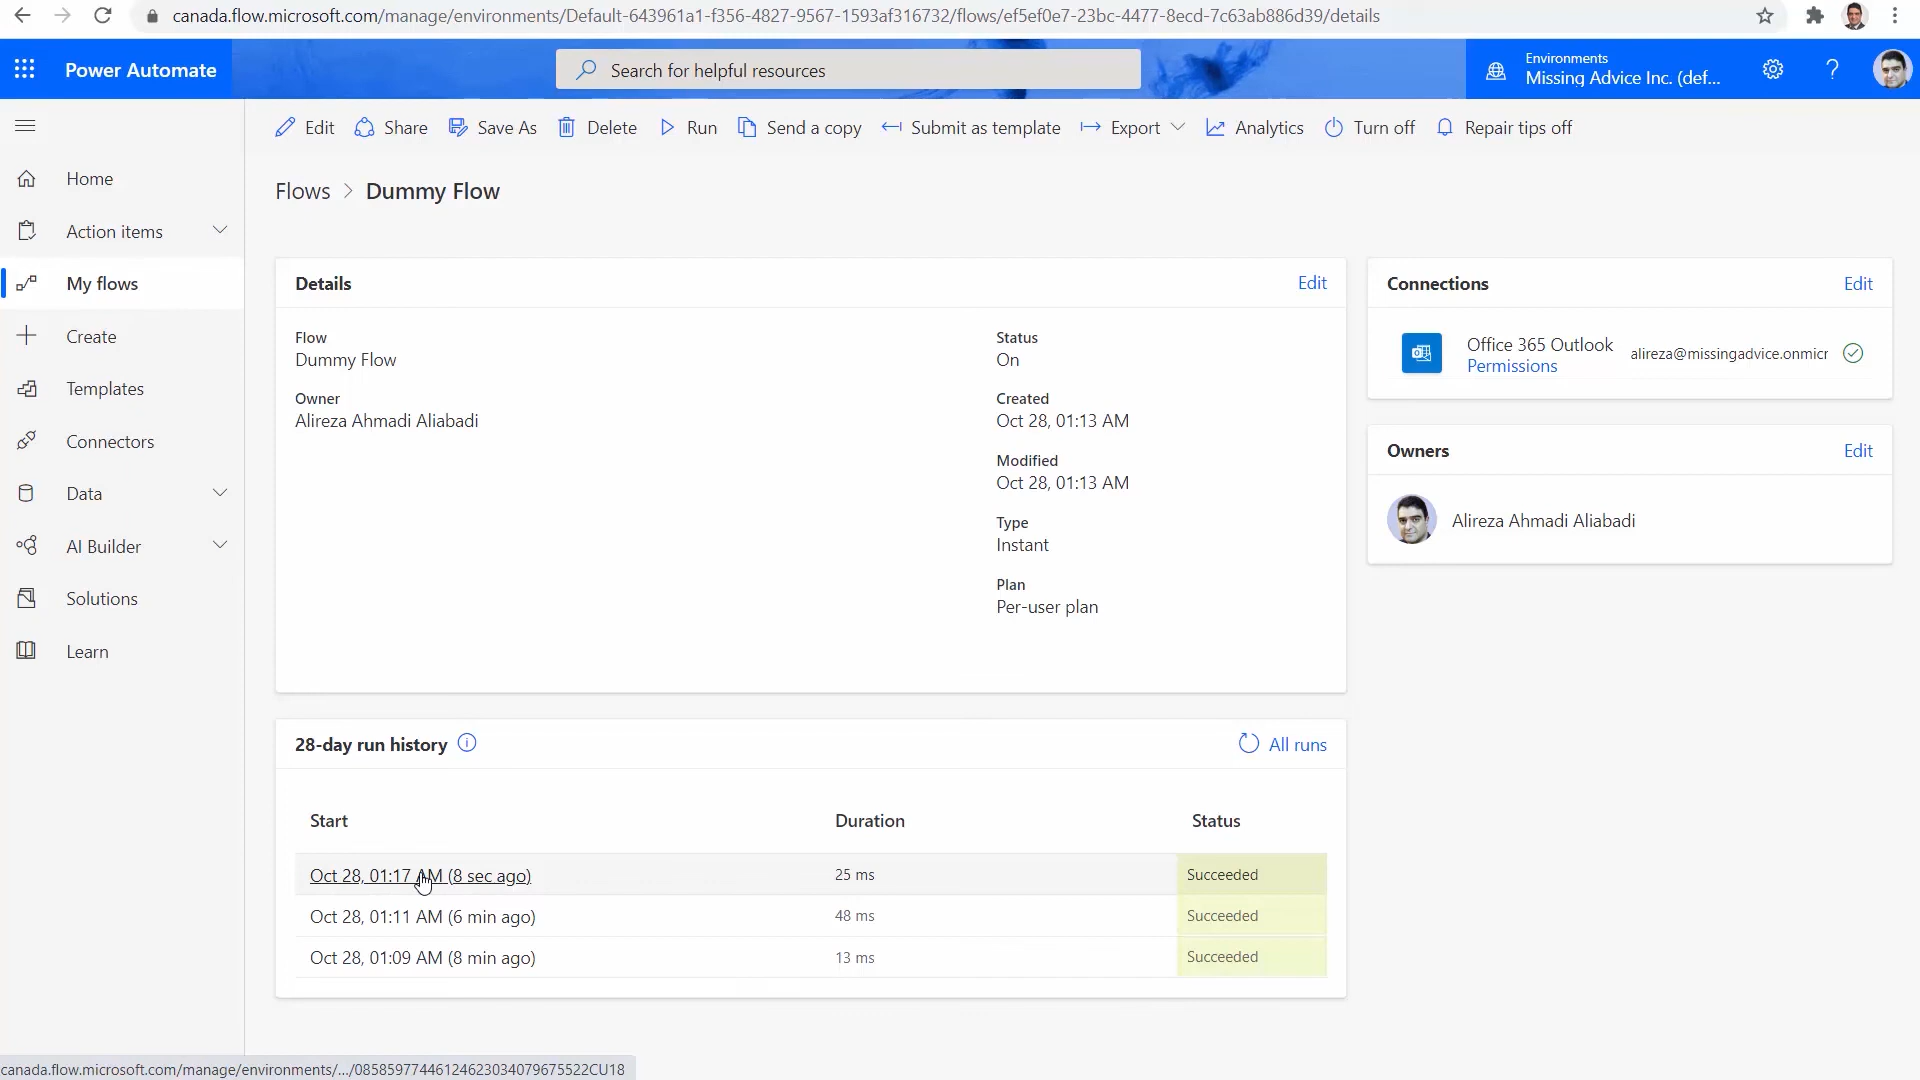 canada.flow.microsoft.com/manage/environments/Default-643961a1-f356-4827-9567-1593af316732/flows/ef5ef0e7-23bc-4477-8ecd-7c63ab886d39/details
Power Automate
Search for helpful resources
Environments
Missing Advice Inc. (def...
?
Edit
Share
Save As
Delete
Run
Send a copy
Submit as template
Export
Analytics
Turn off
Repair tips off
Home
Action items
My flows
Create
Templates
Connectors
Data
AI Builder
Solutions
Learn
Flows > Dummy Flow
Details
Edit
Flow
Dummy Flow
Owner
Alireza Ahmadi Aliabadi
Status
On
Created
Oct 28, 01:13 AM
Modified
Oct 28, 01:13 AM
Type
Instant
Plan
Per-user plan
Connections
Edit
Office 365 Outlook
Permissions
alireza@missingadvice.onmicr
Owners
Edit
Alireza Ahmadi Aliabadi
28-day run history
All runs
Start Duration Status
Oct 28, 01:17 AM (8 sec ago) 25 ms Succeeded
Oct 28, 01:11 AM (6 min ago) 48 ms Succeeded
Oct 28, 01:09 AM (8 min ago) 13 ms Succeeded
canada.flow.microsoft.com/manage/environments/.../08585977446124623034079675522CU18